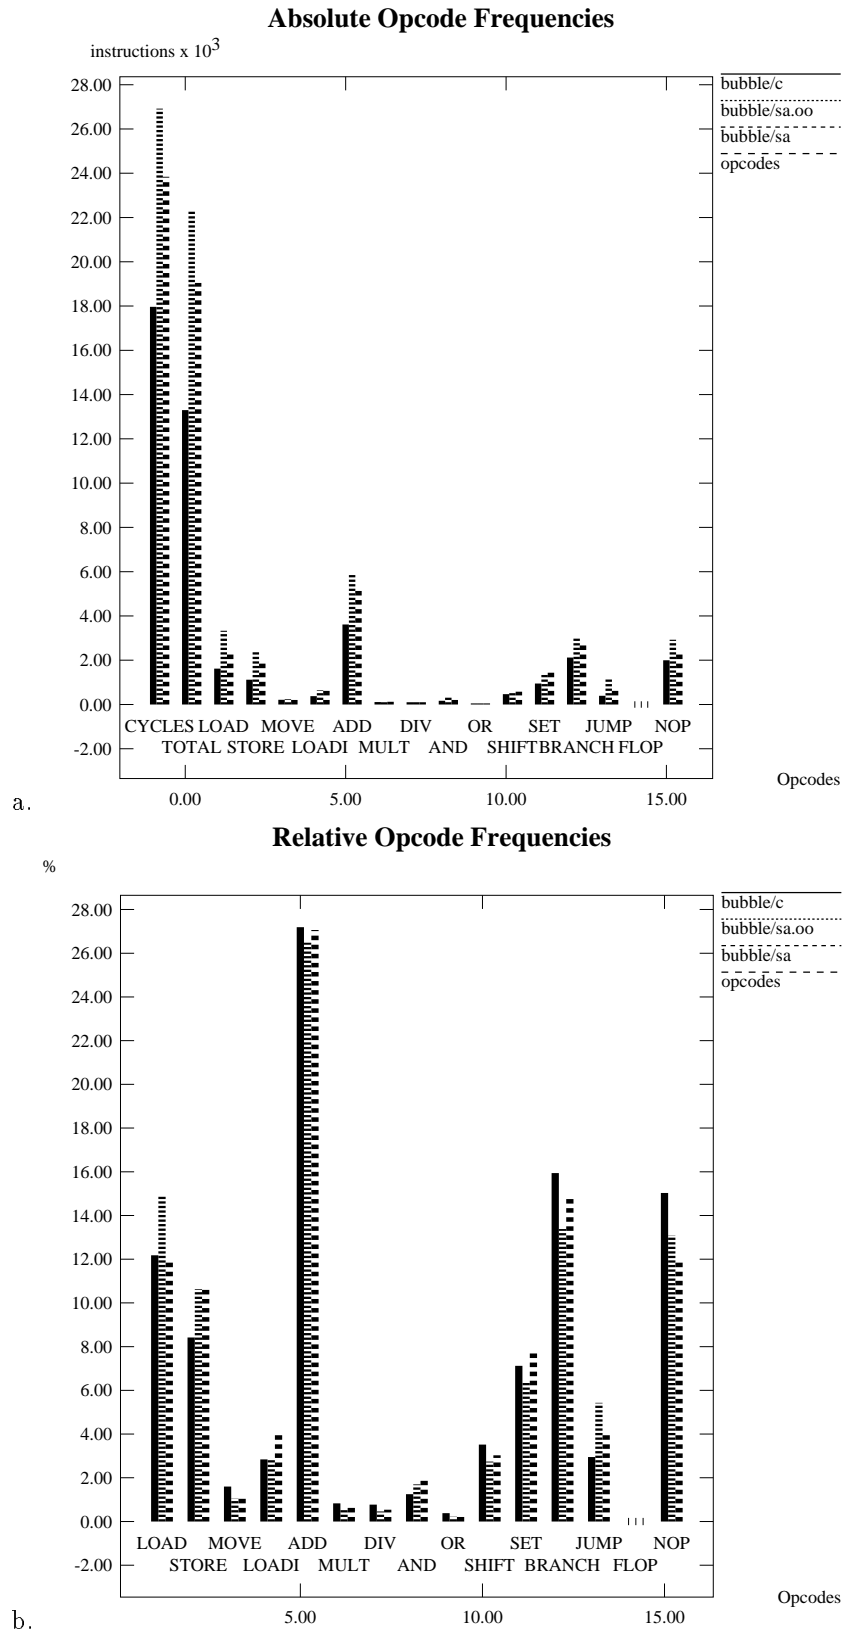 Absolute Opcode Frequencies
instructions x 10^3
28.00
26.00
24.00
22.00
20.00
18.00
16.00
14.00
12.00
10.00
8.00
6.00
4.00
2.00
0.00
-2.00
bubble/c
bubble/sa.oo
bubble/sa
opcodes
CYCLES LOAD MOVE ADD DIV OR SET JUMP NOP
TOTAL STORE LOADI MULT AND SHIFT BRANCH FLOP
Opcodes
a.
0.00 5.00 10.00 15.00
Relative Opcode Frequencies
%
28.00
26.00
24.00
22.00
20.00
18.00
16.00
14.00
12.00
10.00
8.00
6.00
4.00
2.00
0.00
-2.00
bubble/c
bubble/sa.oo
bubble/sa
opcodes
LOAD MOVE ADD DIV OR SET JUMP NOP
STORE LOADI MULT AND SHIFT BRANCH FLOP
Opcodes
b.
5.00 10.00 15.00